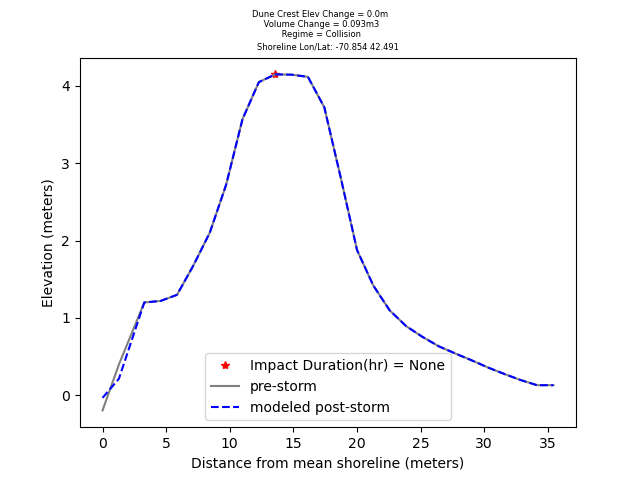 Dune Crest Elev Change = 0.0m
Volume Change = 0.093m3
Regime = Collision
Shoreline Lon/Lat: -70.854 42.491
4
3
2
1
0
Elevation (meters)
Impact Duration(hr) = None
pre-storm
modeled post-storm
0 5 10 15 20 25 30 35
Distance from mean shoreline (meters)